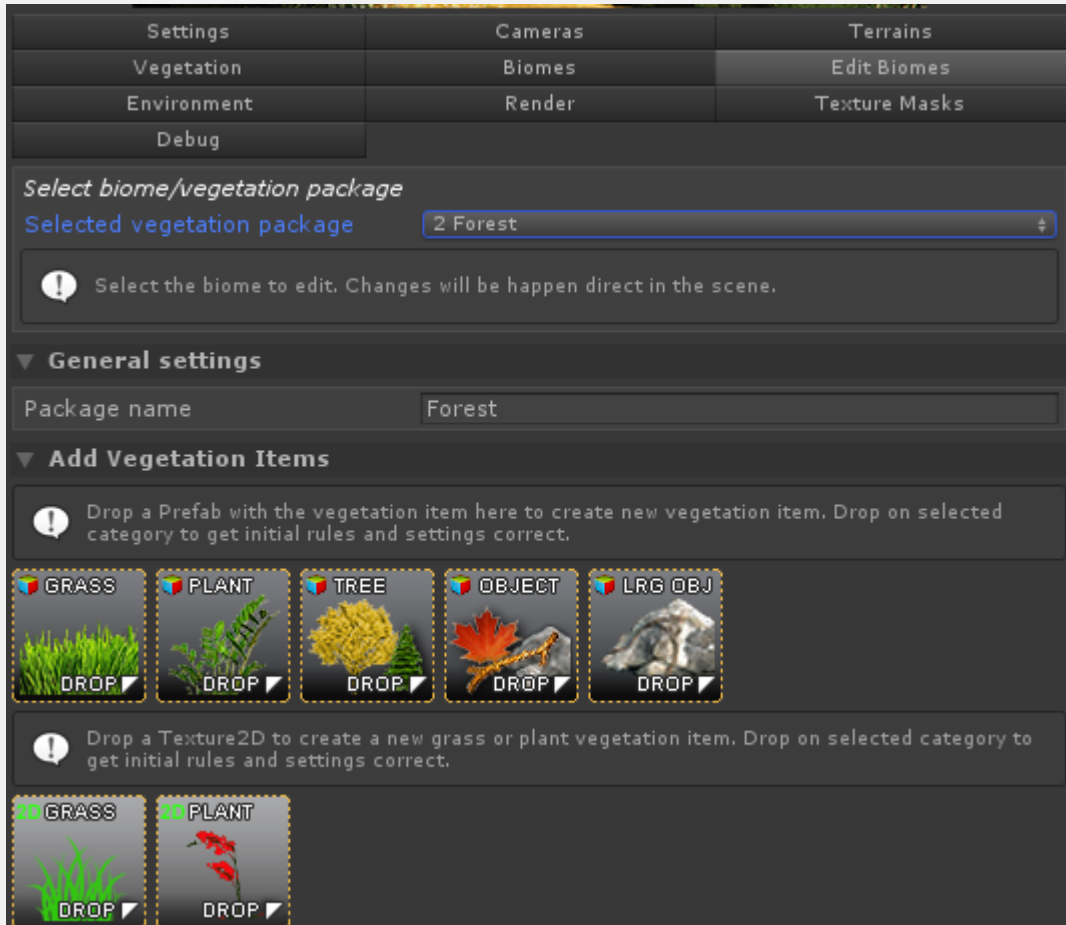 Settings Cameras Terrains
Vegetation Biomes Edit Biomes
Environment Render Texture Masks
Debug
Select biome/vegetation package
Selected vegetation package 2 Forest
Select the biome to edit. Changes will be happen direct in the scene.
General settings
Package name Forest
Add Vegetation Items
Drop a Prefab with the vegetation item here to create new vegetation item. Drop on selected
category to get initial rules and settings correct.
GRASS PLANT TREE OBJECT LRG OBJ
DROP DROP DROP DROP DROP
Drop a Texture2D to create a new grass or plant vegetation item. Drop on selected category to
get initial rules and settings correct.
2D GRASS 2D PLANT
DROP DROP